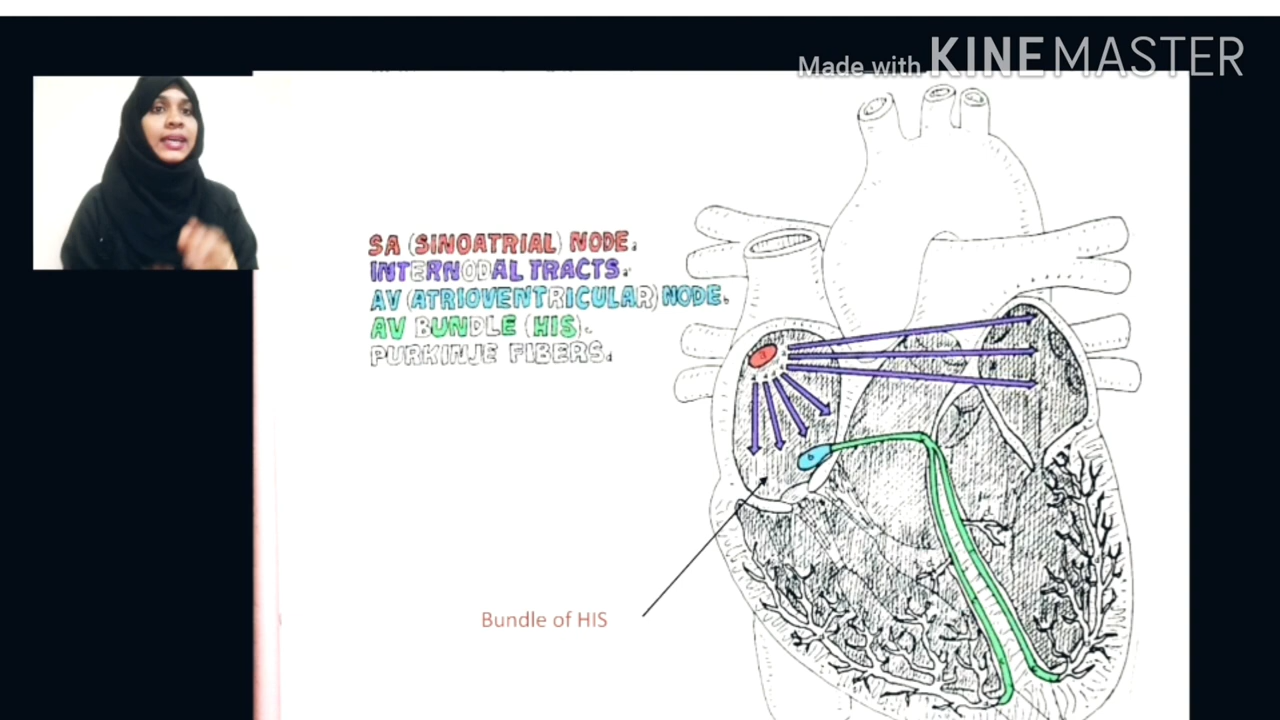 Made with KINEMASTER
SA (SINOATRIAL) NODE.
INTERNODAL TRACTS.
AV (ATRIOVENTRICULAR) NODE.
AV BUNDLE (HIS).
PURKINJE FIBERS.
Bundle of HIS